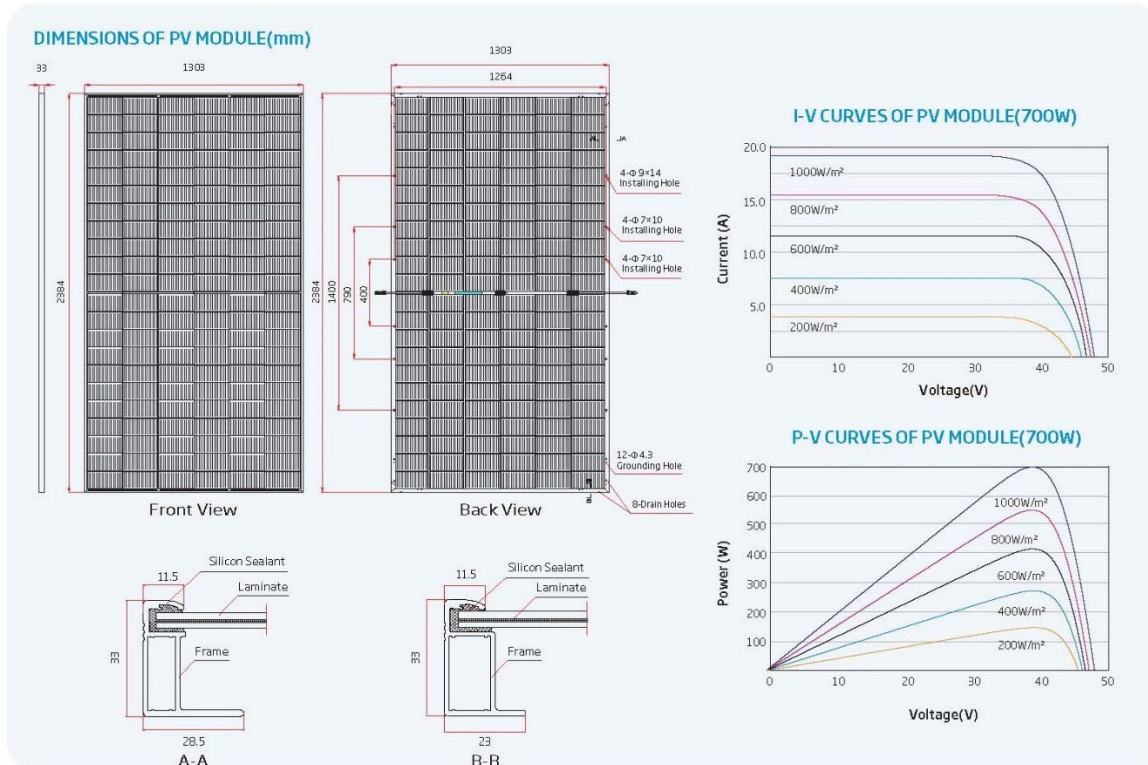 DIMENSIONS OF PV MODULE(mm)
33
1303
2384
Front View
1303
1264
2384
1400
790
400
4-Φ 9×14
Installing Hole
4-Φ 7×10
Installing Hole
4-Φ 7×10
Installing Hole
12-Φ4.3
Grounding Hole
8-Drain Holes
Back View
11.5
Silicon Sealant
Laminate
Frame
33
28.5
A-A
11.5
Silicon Sealant
Laminate
Frame
33
23
B-B
I-V CURVES OF PV MODULE(700W)
Current (A)
20.0
15.0
10.0
5.0
0
1000W/m²
800W/m²
600W/m²
400W/m²
200W/m²
0 10 20 30 40 50
Voltage(V)
P-V CURVES OF PV MODULE(700W)
Power (W)
700
600
500
400
300
200
100
1000W/m²
800W/m²
600W/m²
400W/m²
200W/m²
0 10 20 30 40 50
Voltage(V)